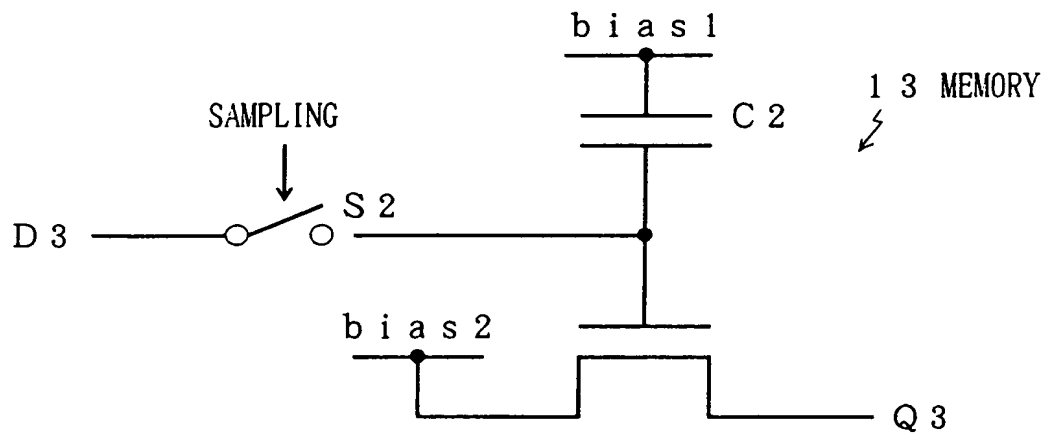 bias1
13 MEMORY
C2
SAMPLING
S2
D3
bias2
Q3